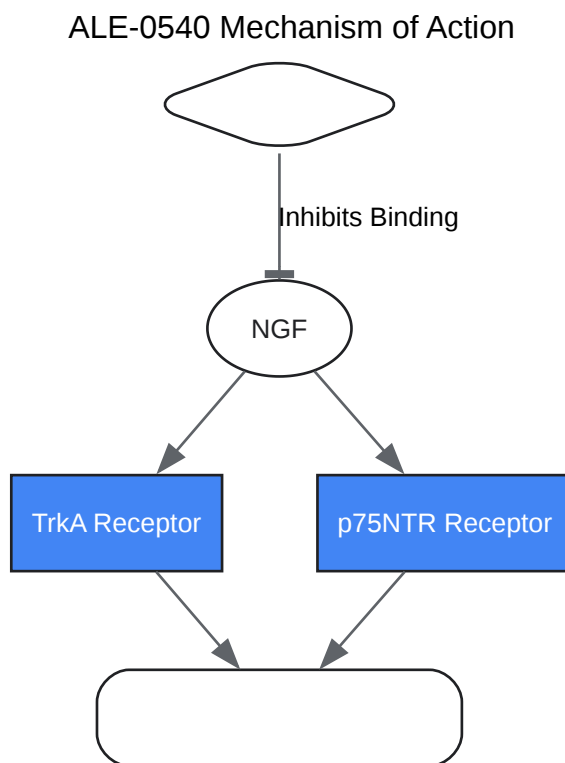 ALE-0540 Mechanism of Action
Inhibits Binding
NGF
TrkA Receptor
p75NTR Receptor